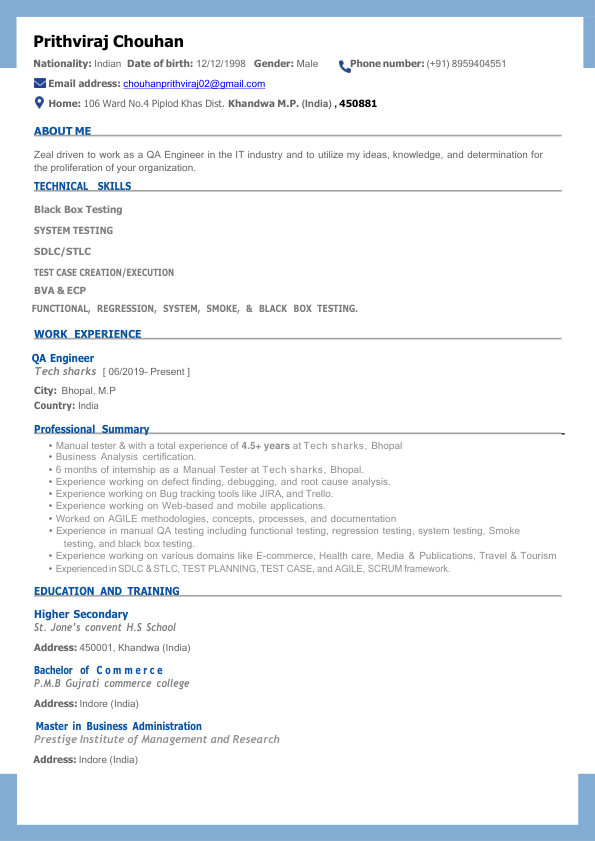 Prithviraj Chouhan
Nationality: Indian Date of birth: 12/12/1998 Gender: Male Phone number: (+91) 8959404551
Email address: chouhanprithviraj02@gmail.com
Home: 106 Ward No.4 Piplod Khas Dist. Khandwa M.P. (India) , 450881
ABOUT ME
Zeal driven to work as a QA Engineer in the IT industry and to utilize my ideas, knowledge, and determination for
the proliferation of your organization.
TECHNICAL SKILLS
Black Box Testing
SYSTEM TESTING
SDLC/STLC
TEST CASE CREATION/EXECUTION
BVA & ECP
FUNCTIONAL, REGRESSION, SYSTEM, SMOKE, & BLACK BOX TESTING.
WORK EXPERIENCE
QA Engineer
Tech sharks [ 06/2019- Present ]
City: Bhopal, M.P
Country: India
Professional Summary
• Manual tester & with a total experience of 4.5+ years at Tech sharks, Bhopal
• Business Analysis certification.
• 6 months of internship as a Manual Tester at Tech sharks, Bhopal.
• Experience working on defect finding, debugging, and root cause analysis.
• Experience working on Bug tracking tools like JIRA, and Trello.
• Experience working on Web-based and mobile applications.
• Worked on AGILE methodologies, concepts, processes, and documentation
• Experience in manual QA testing including functional testing, regression testing, system testing, Smoke
testing, and black box testing.
• Experience working on various domains like E-commerce, Health care, Media & Publications, Travel & Tourism
• Experienced in SDLC & STLC, TEST PLANNING, TEST CASE, and AGILE, SCRUM framework.
EDUCATION AND TRAINING
Higher Secondary
St. Jone's convent H.S School
Address: 450001, Khandwa (India)
Bachelor of Commerce
P.M.B Gujrati commerce college
Address: Indore (India)
Master in Business Administration
Prestige Institute of Management and Research
Address: Indore (India)